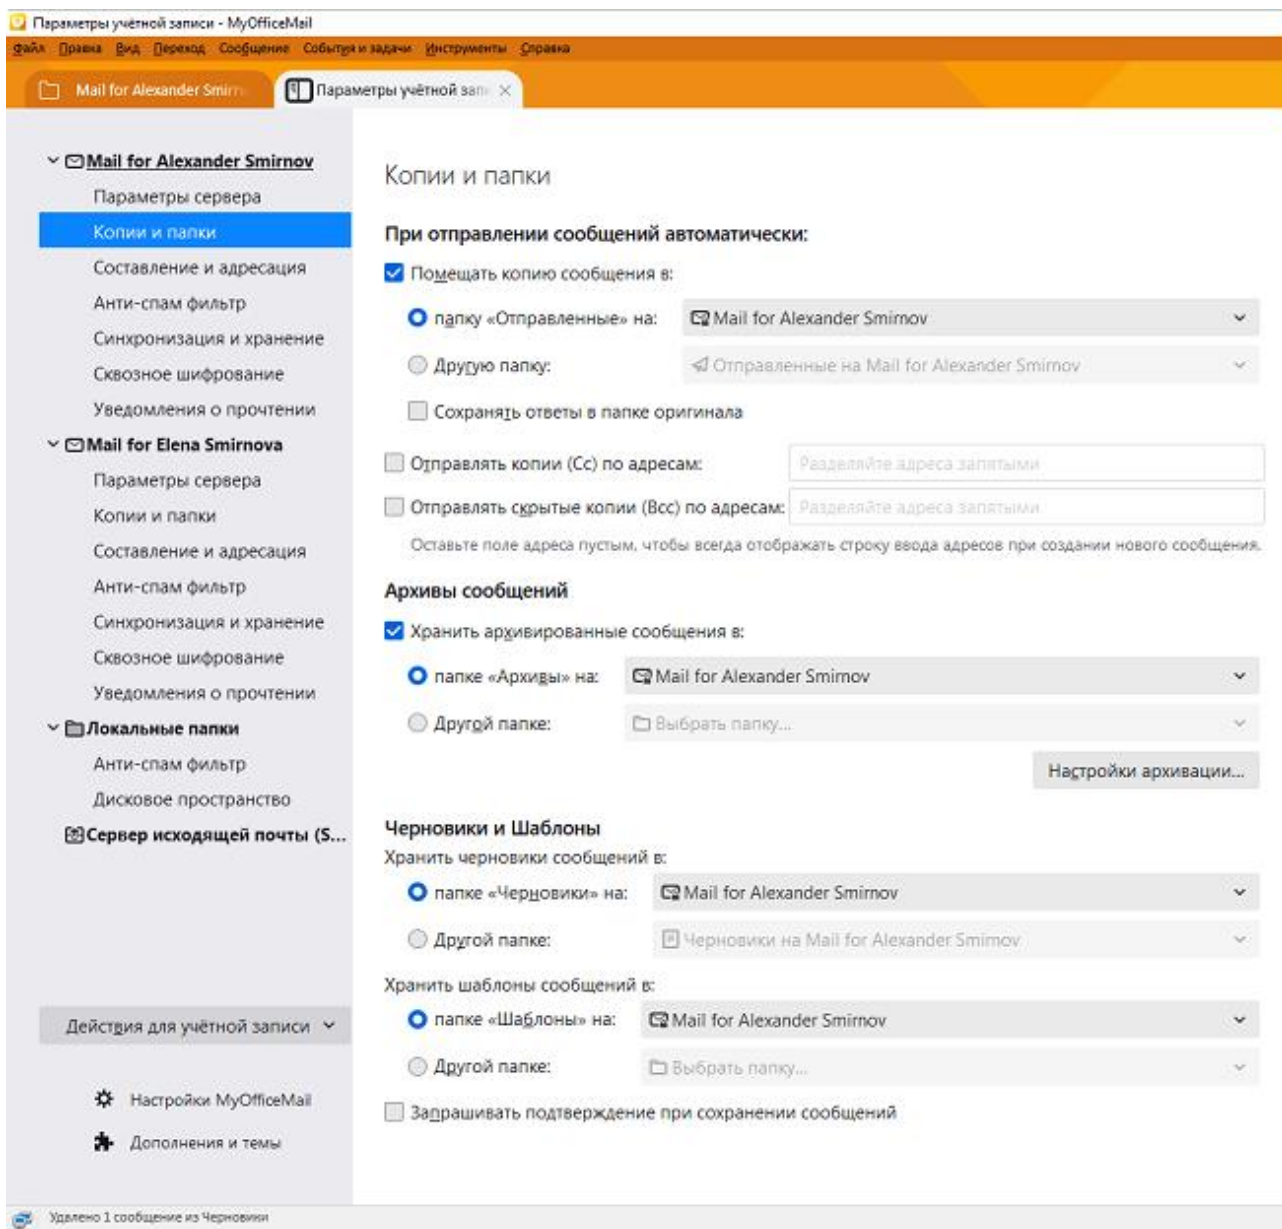 Параметры учётной записи - MyOfficeMail
Файл Правка Вид Переход Сообщение События и задачи Инструменты Справка
Mail for Alexander Smirn
Параметры учётной запи
Mail for Alexander Smirnov
Параметры сервера
Копии и папки
Составление и адресация
Анти-спам фильтр
Синхронизация и хранение
Сквозное шифрование
Уведомления о прочтении
Mail for Elena Smirnova
Параметры сервера
Копии и папки
Составление и адресация
Анти-спам фильтр
Синхронизация и хранение
Сквозное шифрование
Уведомления о прочтении
Локальные папки
Анти-спам фильтр
Дисковое пространство
Сервер исходящей почты (S...
Действия для учётной записи
Настройки MyOfficeMail
Дополнения и темы
Копии и папки
При отправлении сообщений автоматически:
Помещать копию сообщения в:
папку «Отправленные» на: Mail for Alexander Smirnov
Другую папку: Отправленные на Mail for Alexander Smirnov
Сохранять ответы в папке оригинала
Отправлять копии (Cc) по адресам: Разделяйте адреса запятыми
Отправлять скрытые копии (Bcc) по адресам: Разделяйте адреса запятыми
Оставьте поле адреса пустым, чтобы всегда отображать строку ввода адресов при создании нового сообщения.
Архивы сообщений
Хранить архивированные сообщения в:
папке «Архивы» на: Mail for Alexander Smirnov
Другой папке: Выбрать папку...
Настройки архивации...
Черновики и Шаблоны
Хранить черновики сообщений в:
папке «Черновики» на: Mail for Alexander Smirnov
Другой папке: Черновики на Mail for Alexander Smirnov
Хранить шаблоны сообщений в:
папке «Шаблоны» на: Mail for Alexander Smirnov
Другой папке: Выбрать папку...
Запрашивать подтверждение при сохранении сообщений
Удалено 1 сообщение из Черновики